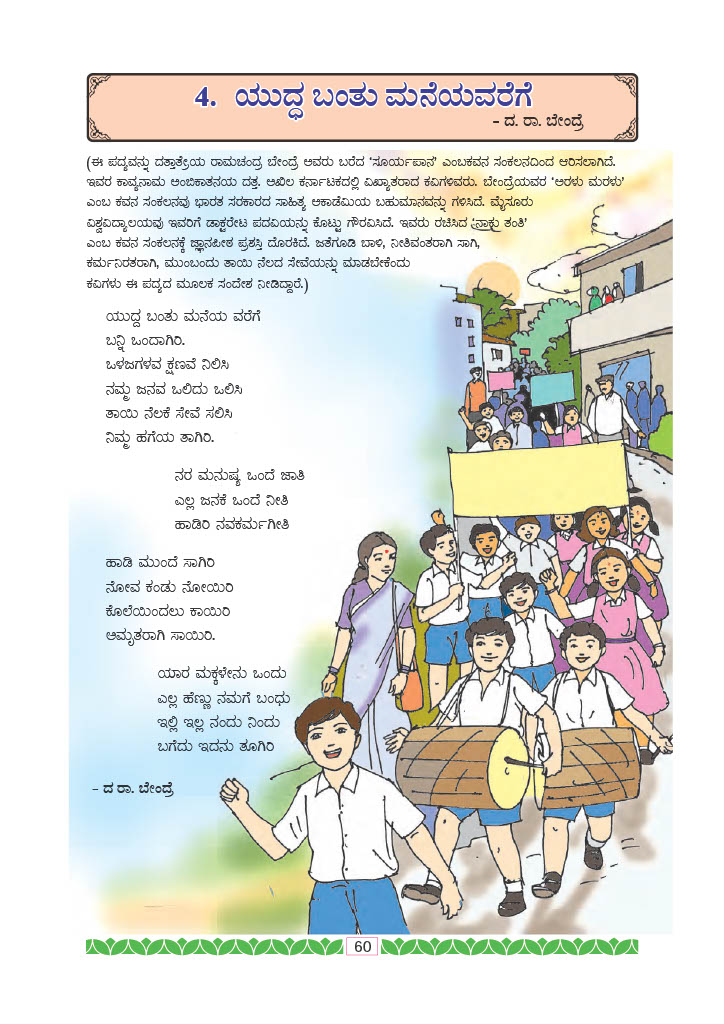 4. ಯುದ್ಧ ಬಂತು ಮನೆಯವರೆಗೆ
– ದ. ರಾ. ಬೇಂದ್ರೆ
(ಈ ಪದ್ಯವನ್ನು ದತ್ತಾತ್ರೇಯ ರಾಮಚಂದ್ರ ಬೇಂದ್ರೆ ಅವರು ಬರೆದ ‘ಸೂರ್ಯಪಾನ’ ಎಂಬಕವನ ಸಂಕಲನದಿಂದ ಆರಿಸಲಾಗಿದೆ.
ಇವರ ಕಾವ್ಯನಾಮ ಅಂಬಿಕಾತನಯ ದತ್ತ. ಅಖಿಲ ಕರ್ನಾಟಕದಲ್ಲಿ ವಿಖ್ಯಾತರಾದ ಕವಿಗಳಿವರು. ಬೇಂದ್ರೆಯವರ ‘ಅರಳು ಮರಳು’
ಎಂಬ ಕವನ ಸಂಕಲನವು ಭಾರತ ಸರಕಾರದ ಸಾಹಿತ್ಯ ಅಕಾಡೆಮಿಯ ಬಹುಮಾನವನ್ನು ಗಳಿಸಿದೆ. ಮೈಸೂರು
ವಿಶ್ವವಿದ್ಯಾಲಯವು ಇವರಿಗೆ ಡಾಕ್ಟರೇಟ ಪದವಿಯನ್ನು ಕೊಟ್ಟು ಗೌರವಿಸಿದೆ. ಇವರು ರಚಿಸಿದ ‘ನಾಕು ತಂತಿ’
ಎಂಬ ಕವನ ಸಂಕಲನಕ್ಕೆ ಜ್ಞಾನಪೀಠ ಪ್ರಶಸ್ತಿ ದೊರಕಿದೆ. ಜತೆಗೂಡಿ ಬಾಳಿ, ನೀತಿವಂತರಾಗಿ ಸಾಗಿ,
ಕರ್ಮನಿರತರಾಗಿ, ಮುಂಬಂದು ತಾಯಿ ನೆಲದ ಸೇವೆಯನ್ನು ಮಾಡಬೇಕೆಂದು
ಕವಿಗಳು ಈ ಪದ್ಯದ ಮೂಲಕ ಸಂದೇಶ ನೀಡಿದ್ದಾರೆ.)
ಯುದ್ಧ ಬಂತು ಮನೆಯ ವರೆಗೆ
ಬನ್ನಿ ಒಂದಾಗಿರಿ.
ಒಳಜಗಳವ ಕ್ಷಣವೆ ನಿಲಿಸಿ
ನಮ್ಮ ಜನವ ಒಲಿದು ಒಲಿಸಿ
ತಾಯಿ ನೆಲಕೆ ಸೇವೆ ಸಲಿಸಿ
ನಿಮ್ಮ ಹಗೆಯ ತಾಗಿರಿ.
ನರ ಮನುಷ್ಯ ಒಂದೆ ಜಾತಿ
ಎಲ್ಲ ಜನಕೆ ಒಂದೆ ನೀತಿ
ಹಾಡಿರಿ ನವಕರ್ಮಗೀತಿ
ಹಾಡಿ ಮುಂದೆ ಸಾಗಿರಿ
ನೋವ ಕಂಡು ನೋಯಿರಿ
ಕೊಲೆಯಿಂದಲು ಕಾಯಿರಿ
ಅಮೃತರಾಗಿ ಸಾಯಿರಿ.
ಯಾರ ಮಕ್ಕಳೇನು ಒಂದು
ಎಲ್ಲ ಹೆಣ್ಣು ನಮಗೆ ಬಂಧು
ಇಲ್ಲಿ ಇಲ್ಲ ನಂದು ನಿಂದು
ಬಗೆದು ಇದನು ತೂಗಿರಿ
– ದ ರಾ. ಬೇಂದ್ರೆ
60